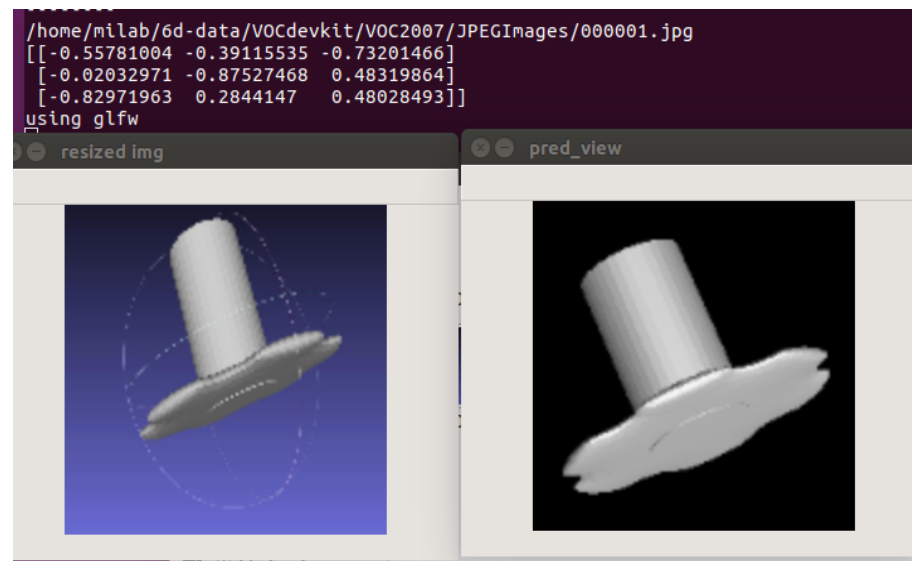 /home/milab/6d-data/VOCdevkit/VOC2007/JPEGImages/000001.jpg
[[-0.55781004 -0.39115535 -0.73201466]
 [-0.02032971 -0.87527468  0.48319864]
 [-0.82971963  0.2844147   0.48028493]]
using glfw
resized img
pred_view